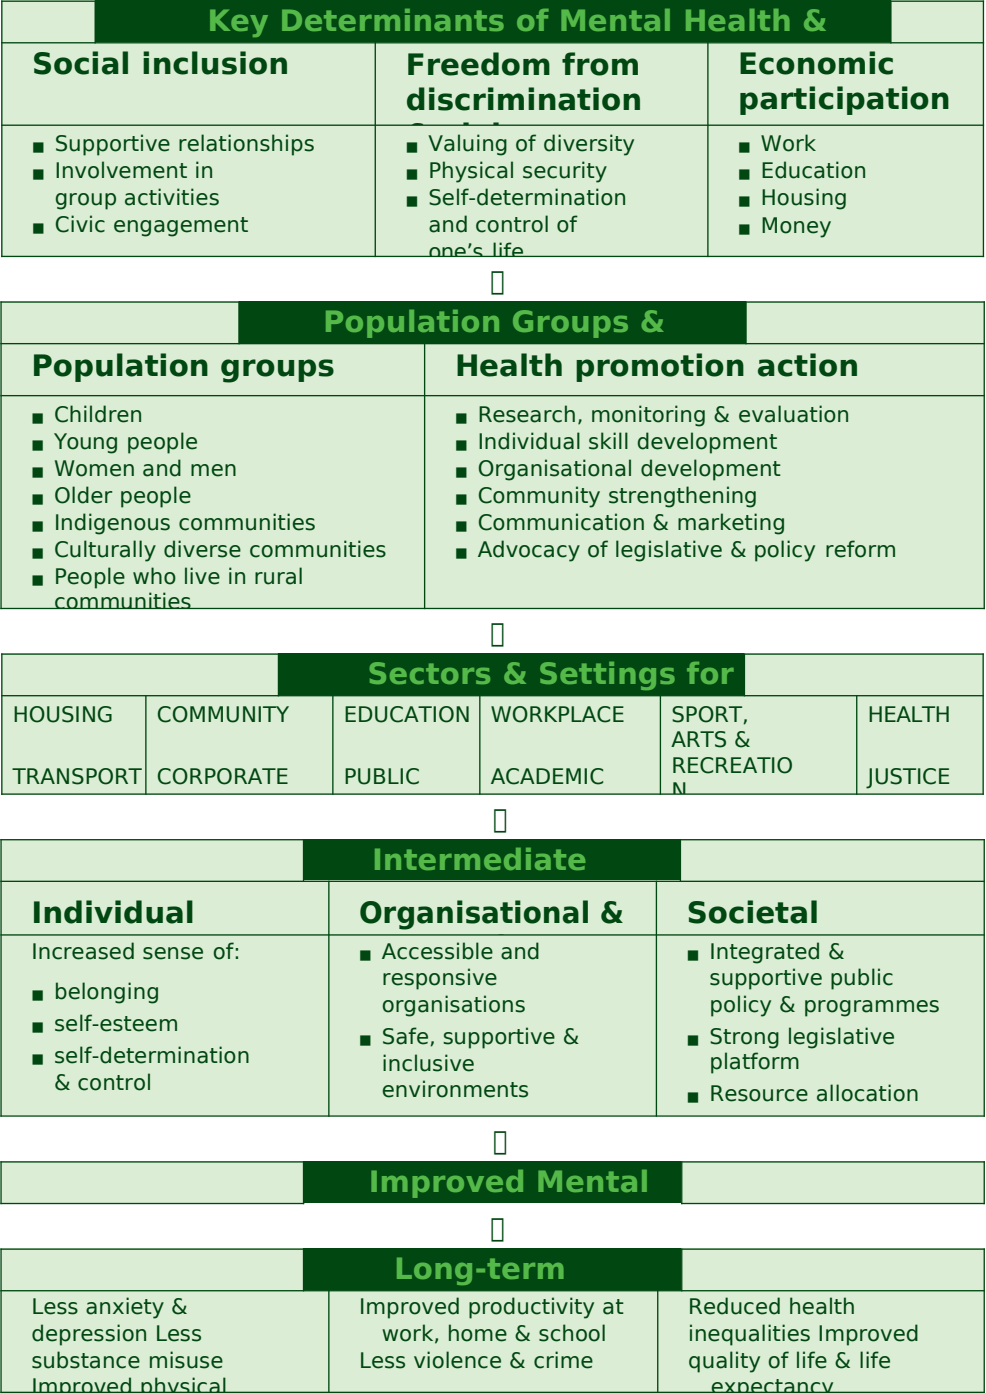 Key Determinants of Mental Health &
Social inclusion
Freedom from
discrimination
Economic
participation
■ Supportive relationships
■ Involvement in
group activities
■ Civic engagement
■ Valuing of diversity
■ Physical security
■ Self-determination
and control of
one’s life
■ Work
■ Education
■ Housing
■ Money
Population Groups &
Population groups
Health promotion action
■ Children
■ Young people
■ Women and men
■ Older people
■ Indigenous communities
■ Culturally diverse communities
■ People who live in rural
communities
■ Research, monitoring & evaluation
■ Individual skill development
■ Organisational development
■ Community strengthening
■ Communication & marketing
■ Advocacy of legislative & policy reform
Sectors & Settings for
HOUSING
TRANSPORT
COMMUNITY
CORPORATE
EDUCATION
PUBLIC
WORKPLACE
ACADEMIC
SPORT,
ARTS &
RECREATIO
N
HEALTH
JUSTICE
Intermediate
Individual
Organisational &
Societal
Increased sense of:
■ belonging
■ self-esteem
■ self-determination
& control
■ Accessible and
responsive
organisations
■ Safe, supportive &
inclusive
environments
■ Integrated &
supportive public
policy & programmes
■ Strong legislative
platform
■ Resource allocation
Improved Mental
Long-term
Less anxiety &
depression Less
substance misuse
Improved physical
Improved productivity at
work, home & school
Less violence & crime
Reduced health
inequalities Improved
quality of life & life
expectancy